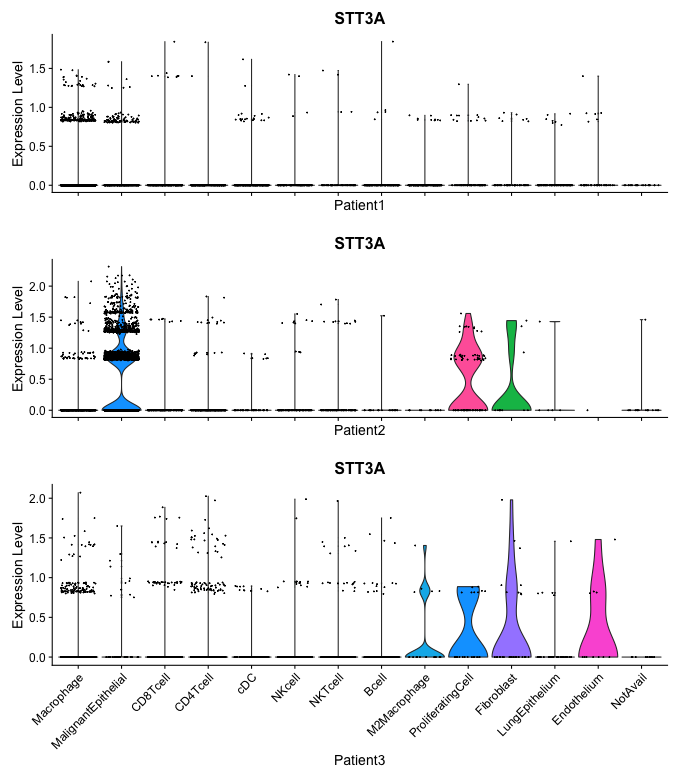 STT3A
Expression Level
1.5
1.0
0.5
0.0
Patient1
STT3A
Expression Level
2.0
1.5
1.0
0.5
0.0
Patient2
STT3A
Expression Level
2.0
1.5
1.0
0.5
0.0
Macrophage
MalignantEpithelial
CD8Tcell
CD4Tcell
cDC
NKcell
NKTcell
Bcell
M2Macrophage
ProliferatingCell
Fibroblast
LungEpithelium
Endothelium
NotAvail
Patient3